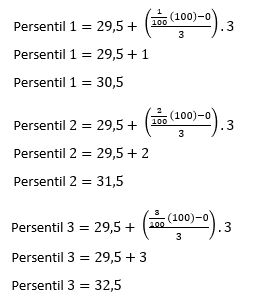 Persentil 1 = 29,5 + ((1/100 (100)−0)/3) . 3
Persentil 1 = 29,5 + 1
Persentil 1 = 30,5
Persentil 2 = 29,5 + ((2/100 (100)−0)/3) . 3
Persentil 2 = 29,5 + 2
Persentil 2 = 31,5
Persentil 3 = 29,5 + ((3/100 (100)−0)/3) . 3
Persentil 3 = 29,5 + 3
Persentil 3 = 32,5